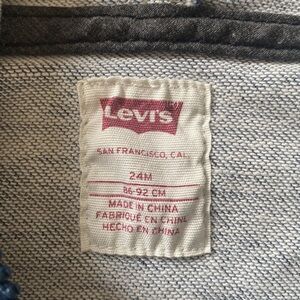 Levi's
SAN FRANCISCO, CAL.
24M
86-92 CM
MADE IN CHINA
FABRIQUÉ EN CHINE
HECHO EN CHINA